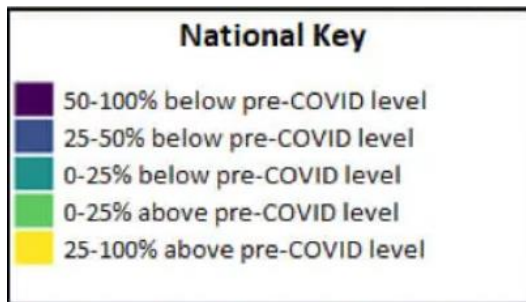 National Key
50-100% below pre-COVID level
25-50% below pre-COVID level
0-25% below pre-COVID level
0-25% above pre-COVID level
25-100% above pre-COVID level